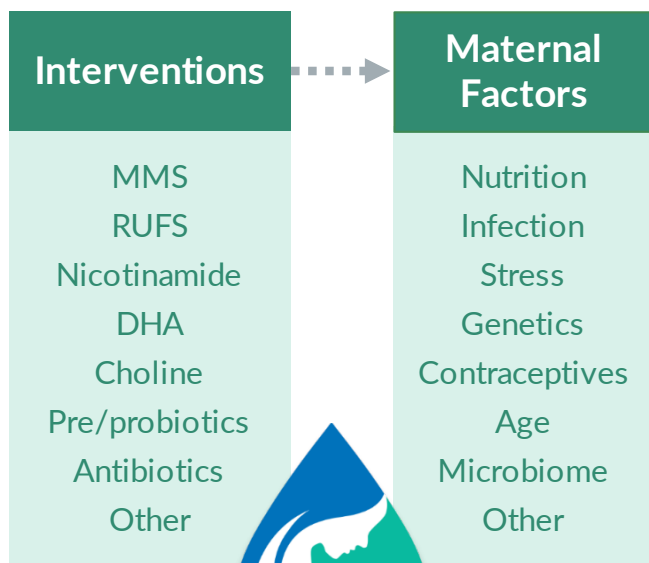 Interventions
MMS
RUFS
Nicotinamide
DHA
Choline
Pre/probiotics
Antibiotics
Other
Maternal
Factors
Nutrition
Infection
Stress
Genetics
Contraceptives
Age
Microbiome
Other